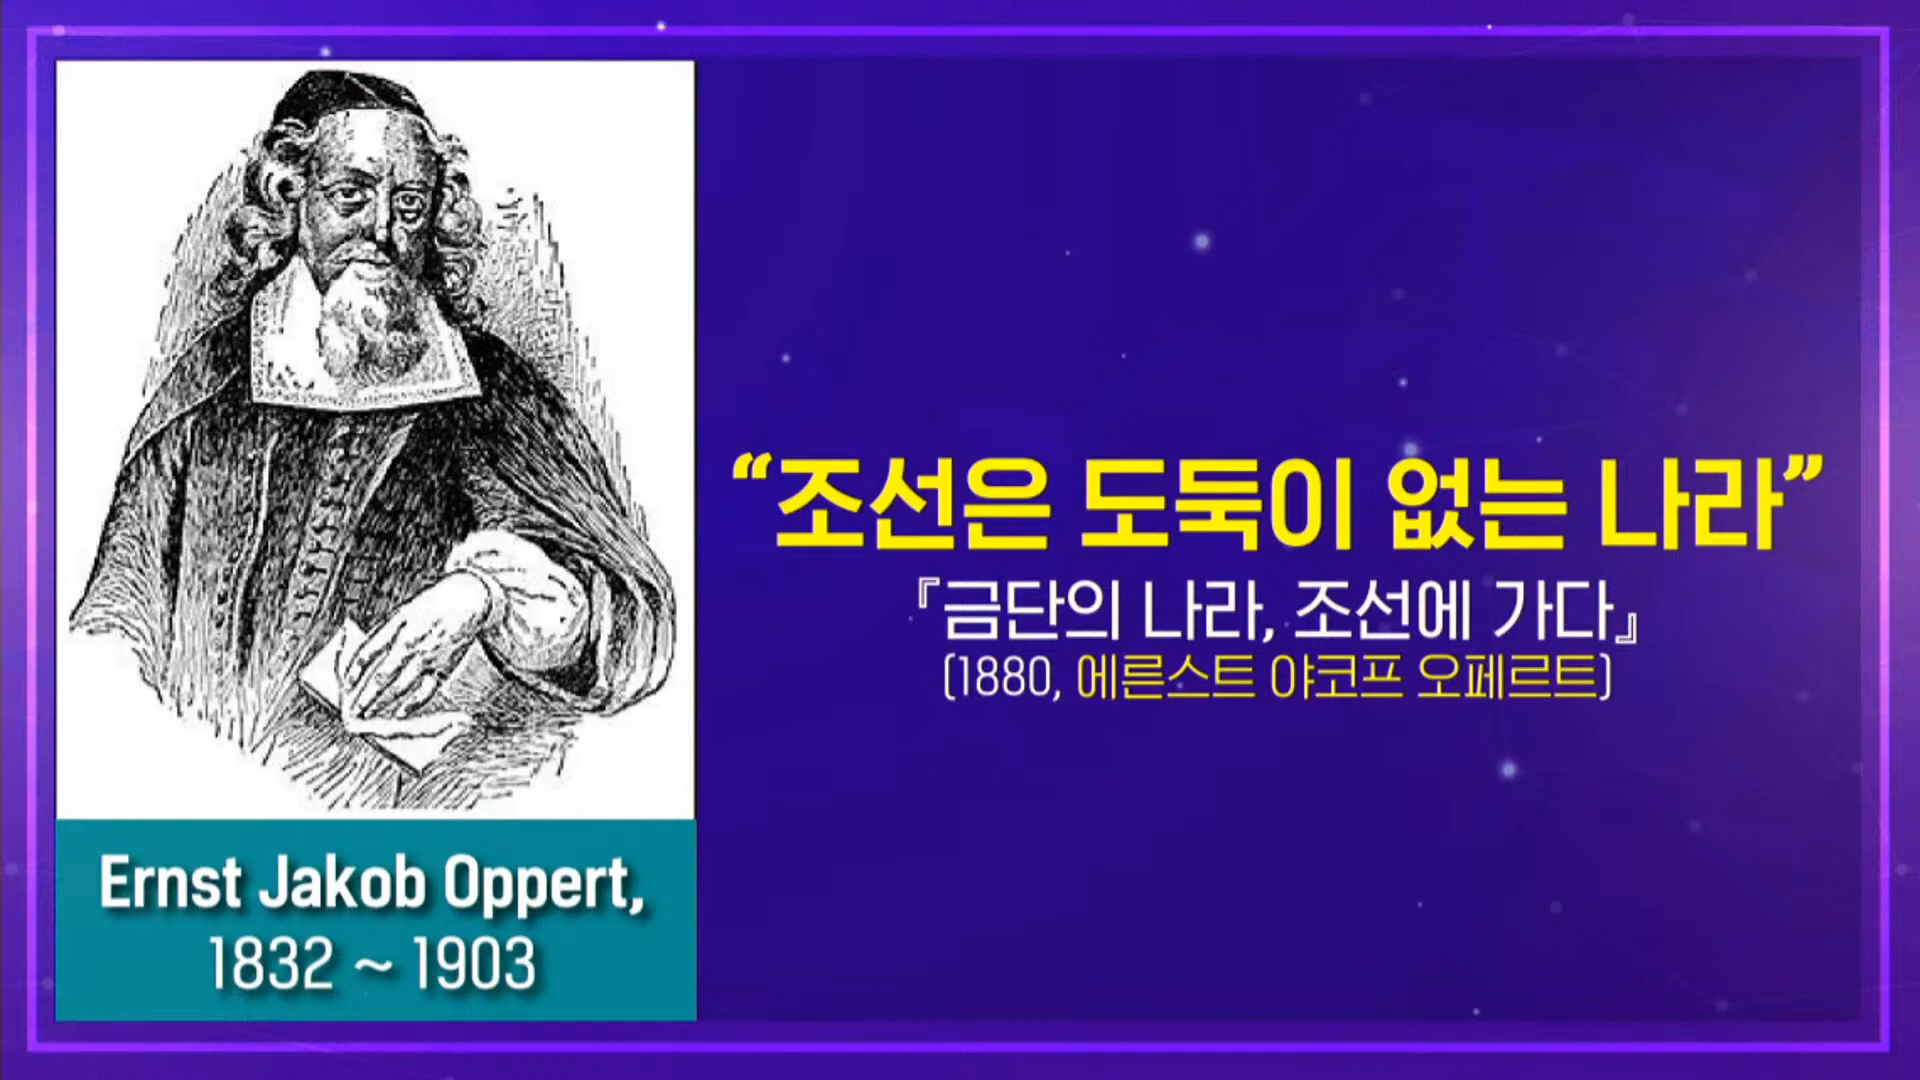 Ernst Jakob Oppert,
1832 ~ 1903
“조선은 도둑이 없는 나라”
『금단의 나라, 조선에 가다』
(1880, 에른스트 야코프 오페르트)